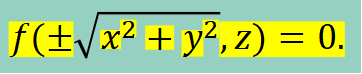 f(±√(x² + y²), z) = 0.